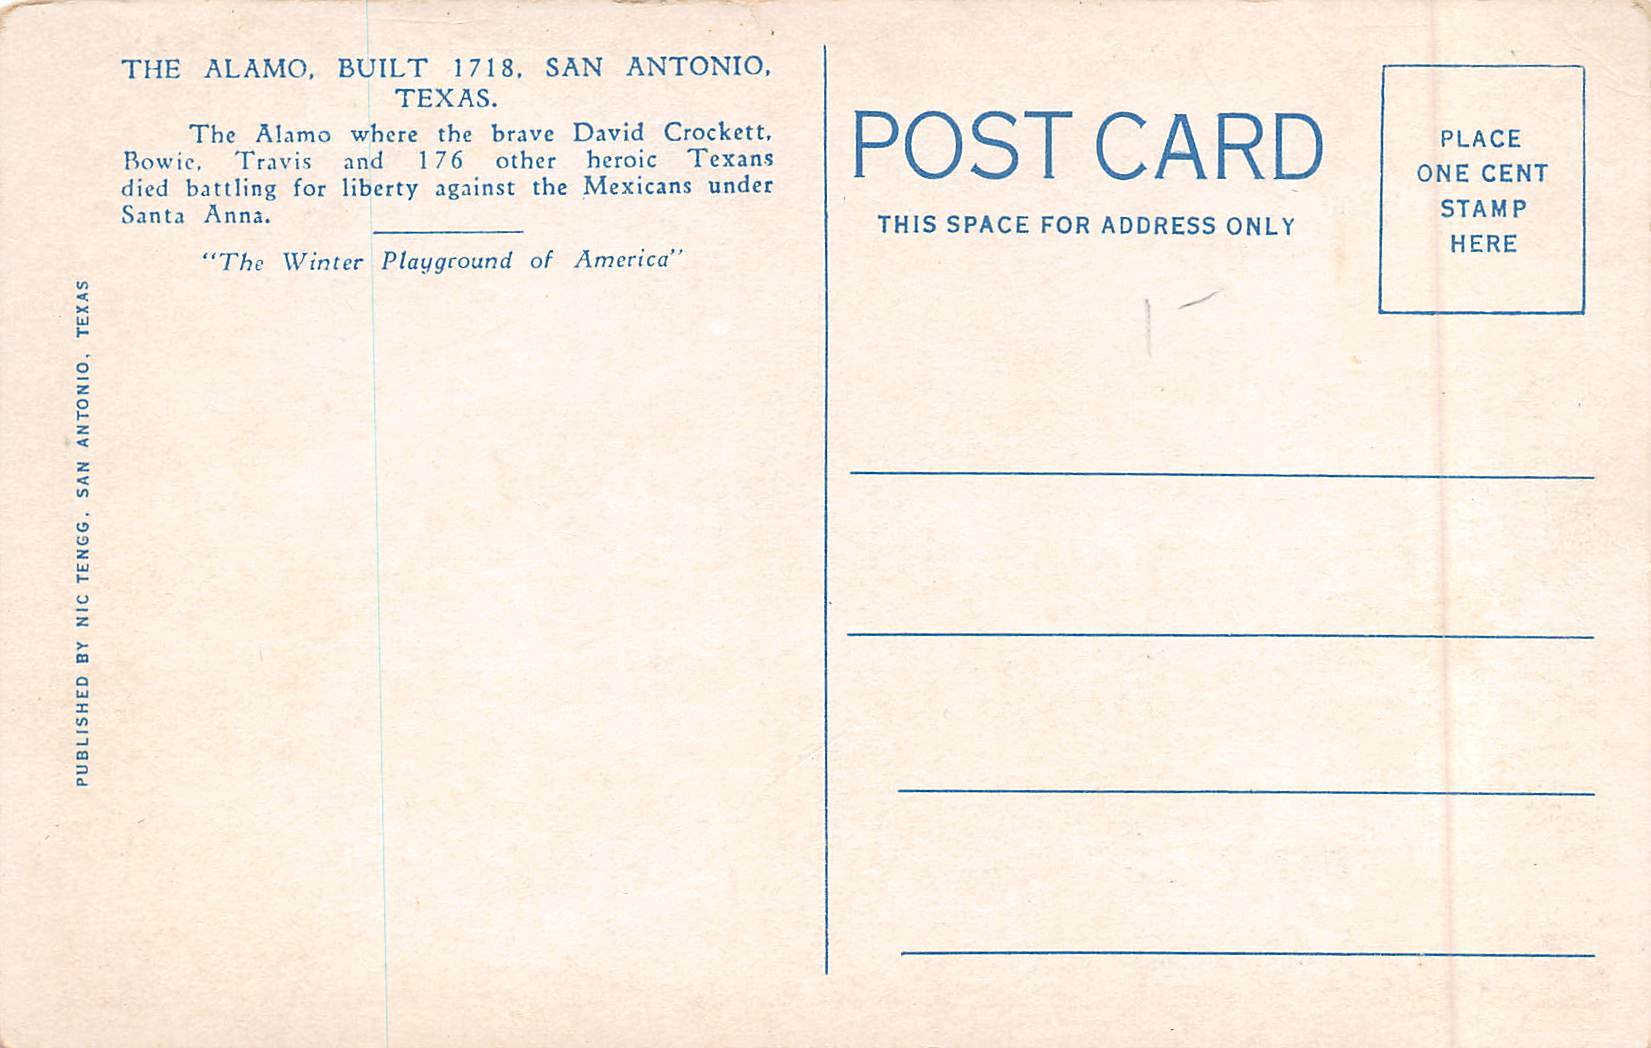 THE ALAMO, BUILT 1718, SAN ANTONIO,
TEXAS.
The Alamo where the brave David Crockett,
Bowie, Travis and 176 other heroic Texans
died battling for liberty against the Mexicans under
Santa Anna.
"The Winter Playground of America"
PUBLISHED BY NIC TENGG, SAN ANTONIO, TEXAS
POST CARD
THIS SPACE FOR ADDRESS ONLY
PLACE
ONE CENT
STAMP
HERE